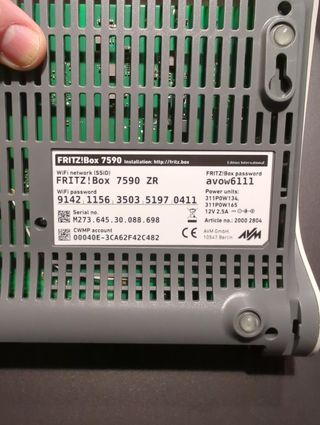 FRITZ!Box 7590 Installation: http://fritz.box Edition International
WiFi network (SSID)
FRITZ!Box 7590 ZR
WiFi password
9142 1156 3503 5197 0411
FRITZ!Box password
avow6111
Power units:
311P0W134,
311P0W165
12V 2.5A
Article no.: 2000 2804
Serial no.
M273.645.30.088.698
CWMP account
00040E-3CA62F42C482
CE
AVM GmbH,
10547 Berlin
AVM